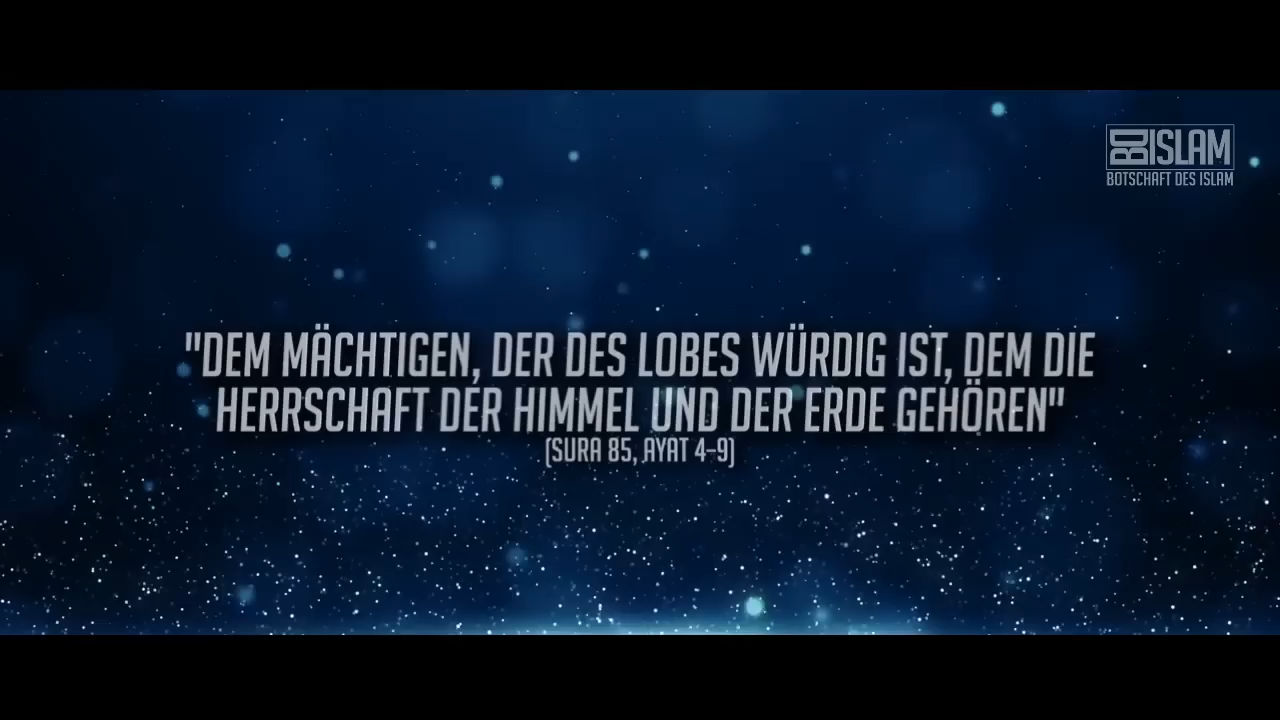 BDISLAM
BOTSCHAFT DES ISLAM
"DEM MÄCHTIGEN, DER DES LOBES WÜRDIG IST, DEM DIE
HERRSCHAFT DER HIMMEL UND DER ERDE GEHÖREN"
(SURA 85, AYAT 4-9)